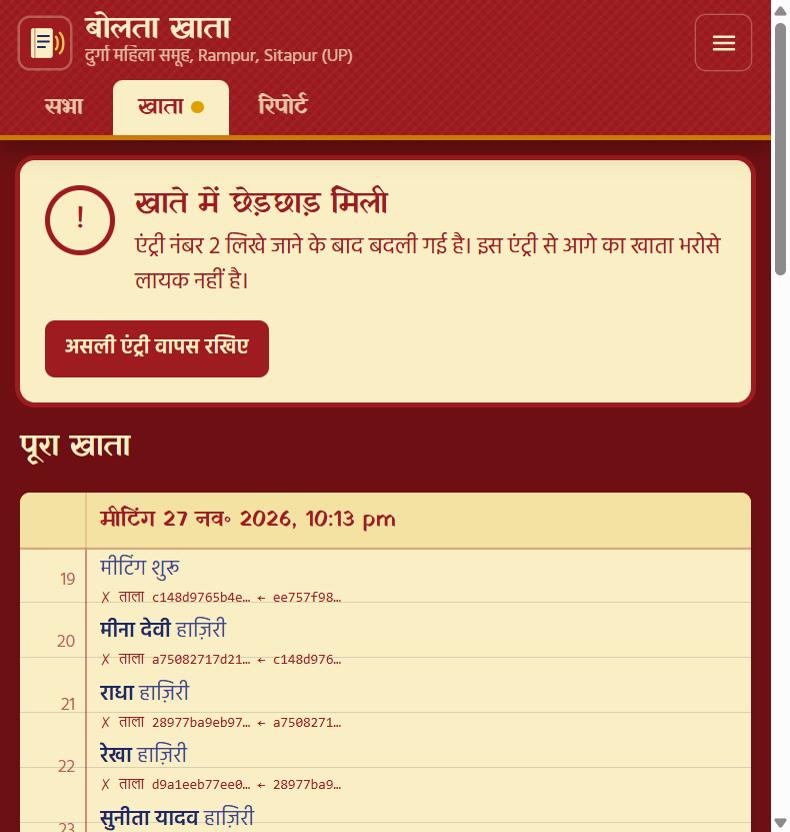 बोलता खाता
दुर्गा महिला समूह, Rampur, Sitapur (UP)
सभा
खाता
रिपोर्ट
!
खाते में छेड़छाड़ मिली
एंट्री नंबर 2 लिखे जाने के बाद बदली गई है। इस एंट्री से आगे का खाता भरोसे
लायक नहीं है।
असली एंट्री वापस रखिए
पूरा खाता
मीटिंग 27 नव॰ 2026, 10:13 pm
19 मीटिंग शुरू
✗ ताला c148d9765b4e… ← ee757f98…
20 मीना देवी हाज़िरी
✗ ताला a75082717d21… ← c148d976…
21 राधा हाज़िरी
✗ ताला 28977ba9eb97… ← a7508271…
22 रेखा हाज़िरी
✗ ताला d9a1eeb77ee0… ← 28977ba9…
23 सुनीता यादव हाज़िरी